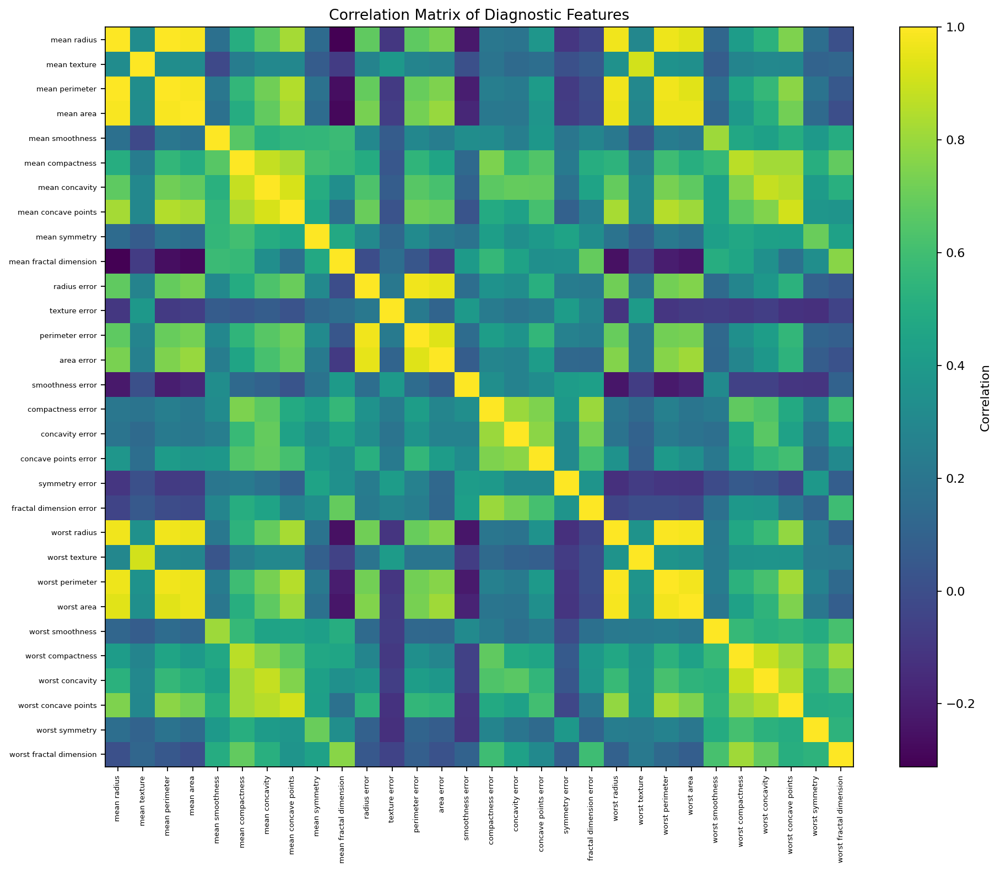 Correlation Matrix of Diagnostic Features
mean radius
mean texture
mean perimeter
mean area
mean smoothness
mean compactness
mean concavity
mean concave points
mean symmetry
mean fractal dimension
radius error
texture error
perimeter error
area error
smoothness error
compactness error
concavity error
concave points error
symmetry error
fractal dimension error
worst radius
worst texture
worst perimeter
worst area
worst smoothness
worst compactness
worst concavity
worst concave points
worst symmetry
worst fractal dimension
mean radius
mean texture
mean perimeter
mean area
mean smoothness
mean compactness
mean concavity
mean concave points
mean symmetry
mean fractal dimension
radius error
texture error
perimeter error
area error
smoothness error
compactness error
concavity error
concave points error
symmetry error
fractal dimension error
worst radius
worst texture
worst perimeter
worst area
worst smoothness
worst compactness
worst concavity
worst concave points
worst symmetry
worst fractal dimension
1.0
0.8
0.6
0.4
0.2
0.0
−0.2
Correlation